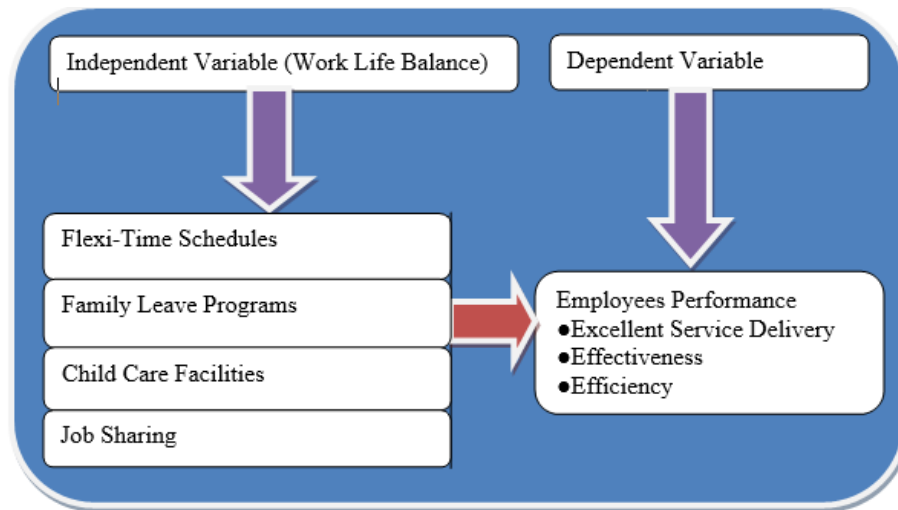 Independent Variable (Work Life Balance)
Dependent Variable
Flexi-Time Schedules
Family Leave Programs
Child Care Facilities
Job Sharing
Employees Performance
●Excellent Service Delivery
●Effectiveness
●Efficiency